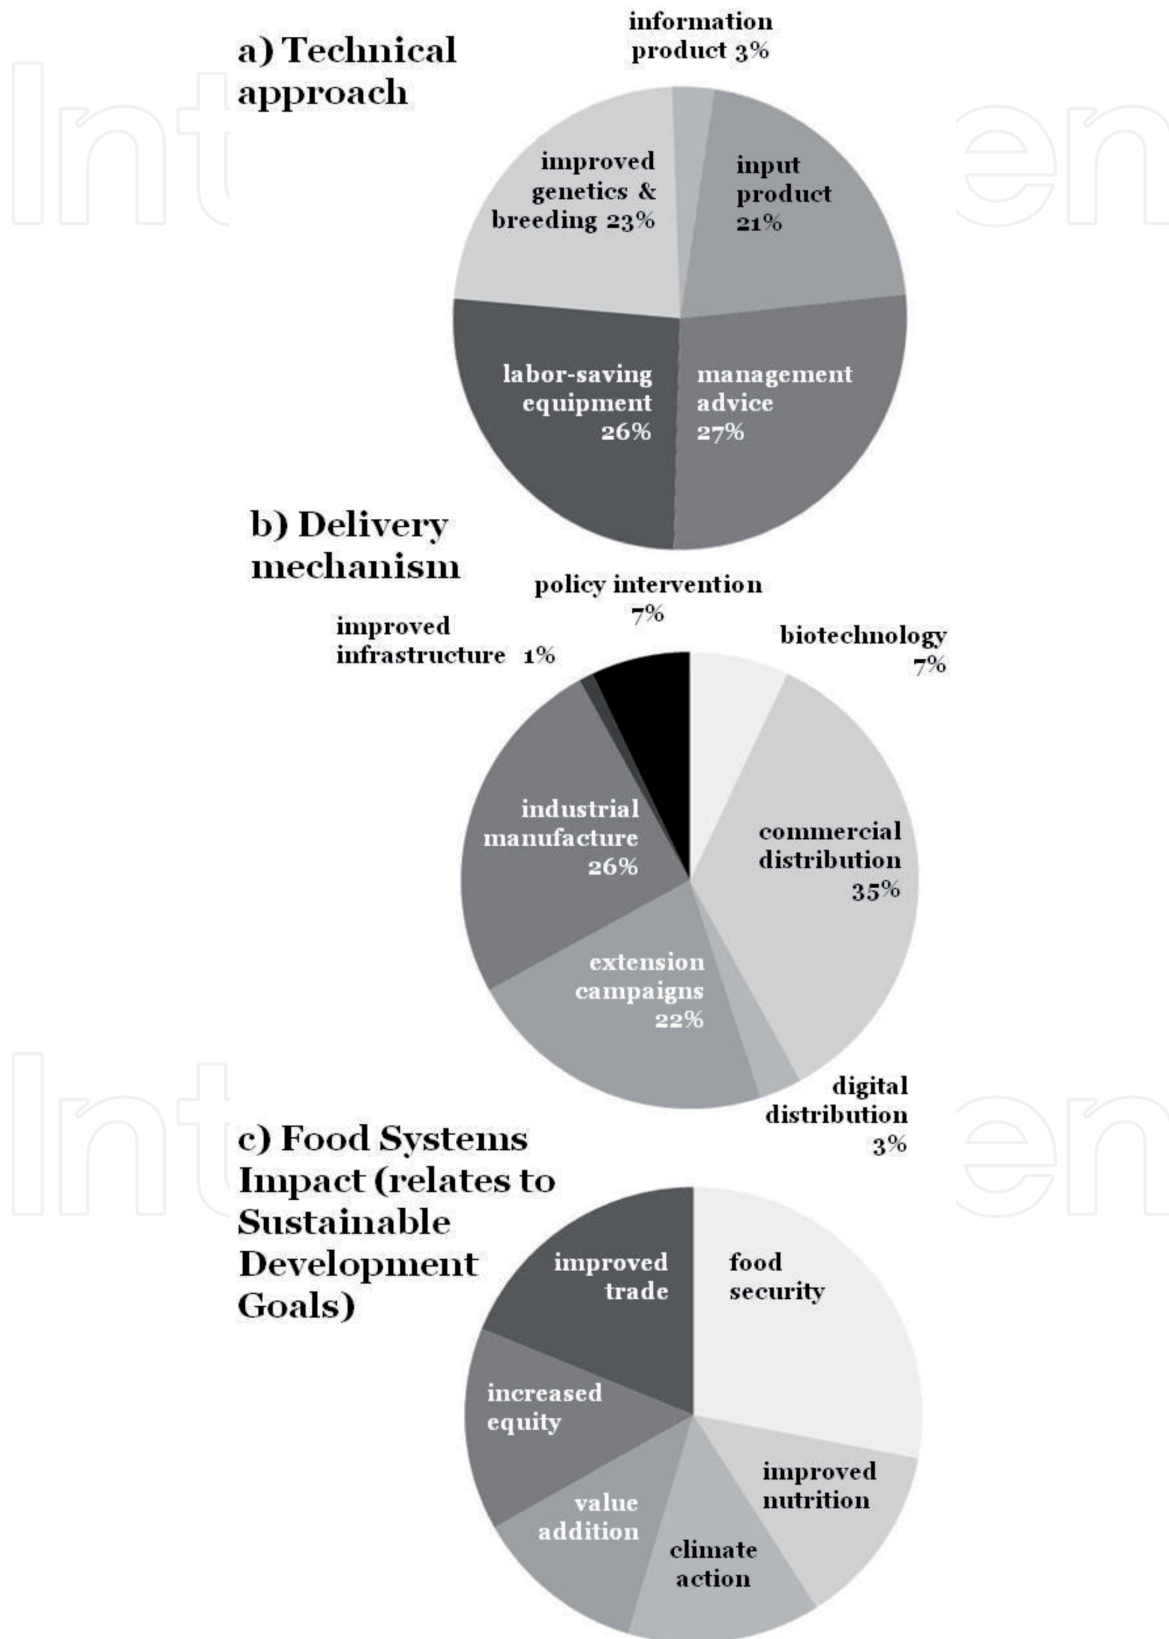 a) Technical
approach
information
product 3%
improved
genetics &
breeding 23%
input
product
21%
labor-saving
equipment
26%
management
advice
27%
b) Delivery
mechanism
policy intervention
7%
improved
infrastructure 1%
biotechnology
7%
industrial
manufacture
26%
commercial
distribution
35%
extension
campaigns
22%
digital
distribution
3%
c) Food Systems
Impact (relates to
Sustainable
Development
Goals)
improved
trade
food
security
increased
equity
improved
nutrition
value
addition
climate
action